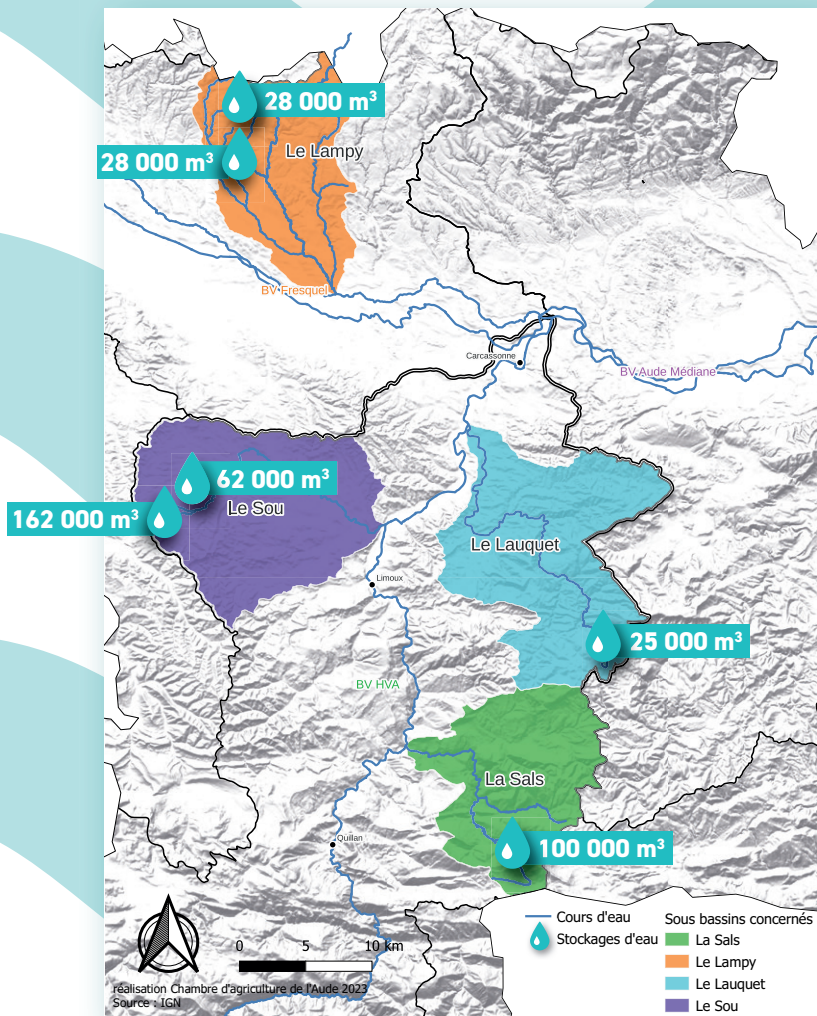 28 000 m³
Le Lampy
28 000 m³
BV Fresquel
Carcassonne
BV Aude Médiane
62 000 m³
Le Sou
162 000 m³
Le Lauquet
Limoux
25 000 m³
BV HVA
La Sals
Quillan
100 000 m³
Cours d'eau
Stockages d'eau
Sous bassins concernés
La Sals
Le Lampy
Le Lauquet
Le Sou
0 5 10 km
réalisation Chambre d'agriculture de l'Aude 2023
Source : IGN